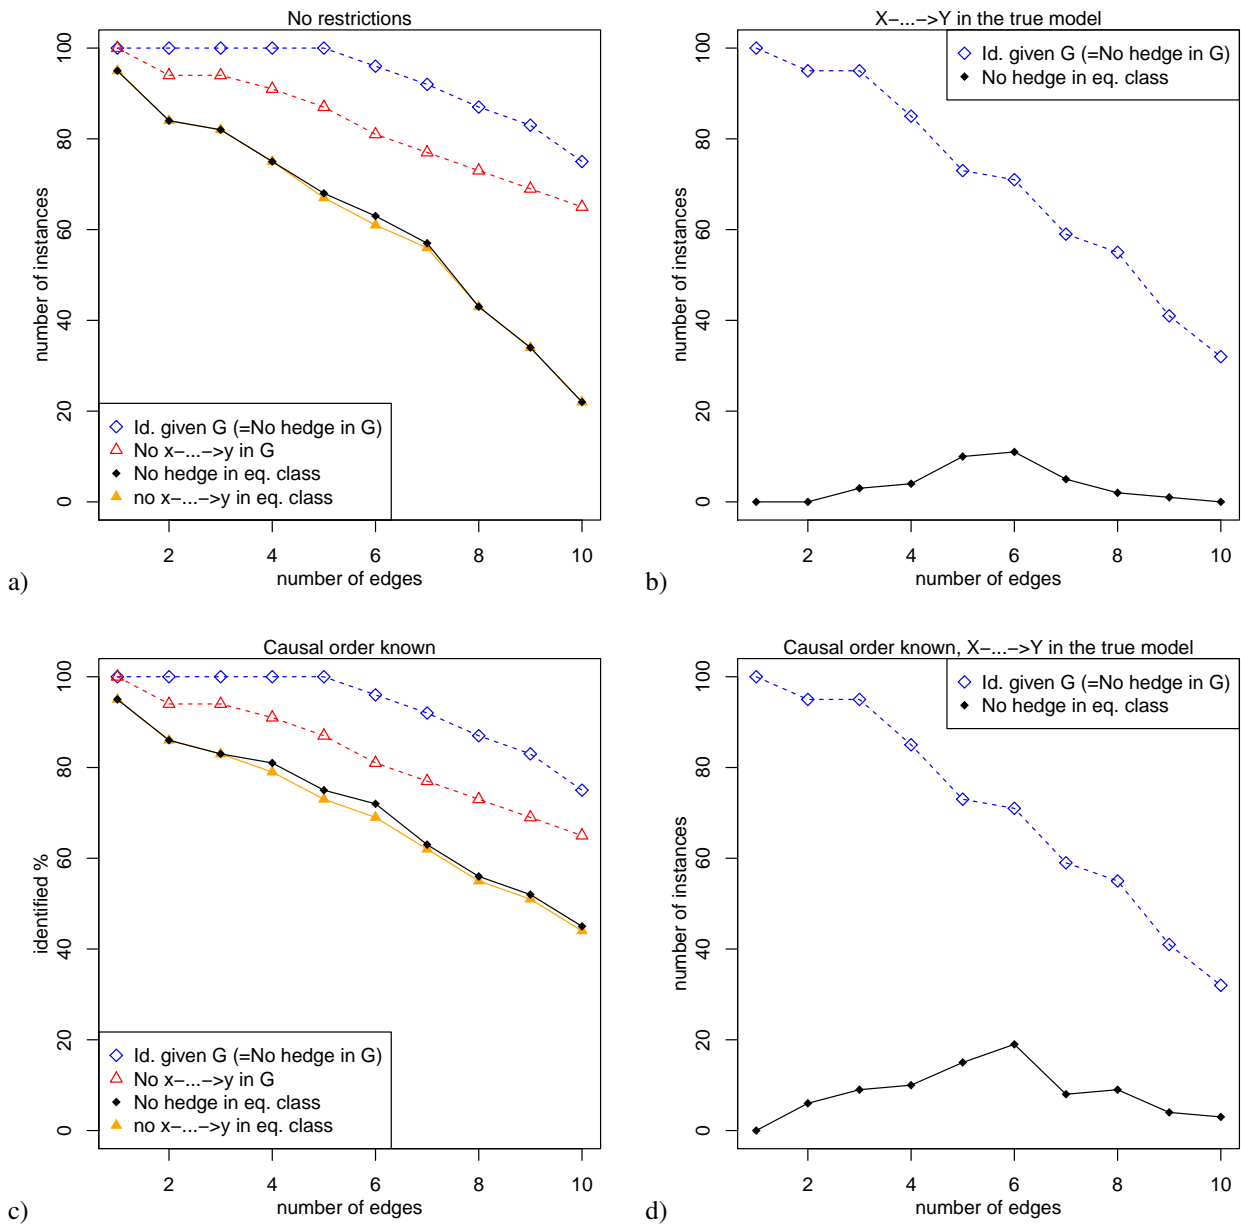 No restrictions
100
80
60
40
20
0
number of instances
Id. given G (=No hedge in G)
No x−...−>y in G
No hedge in eq. class
no x−...−>y in eq. class
2 4 6 8 10
number of edges
a)
X−...−>Y in the true model
100
80
60
40
20
0
number of instances
Id. given G (=No hedge in G)
No hedge in eq. class
2 4 6 8 10
number of edges
b)
Causal order known
100
80
60
40
20
0
identified %
Id. given G (=No hedge in G)
No x−...−>y in G
No hedge in eq. class
no x−...−>y in eq. class
2 4 6 8 10
number of edges
c)
Causal order known, X−...−>Y in the true model
100
80
60
40
20
0
number of instances
Id. given G (=No hedge in G)
No hedge in eq. class
2 4 6 8 10
number of edges
d)